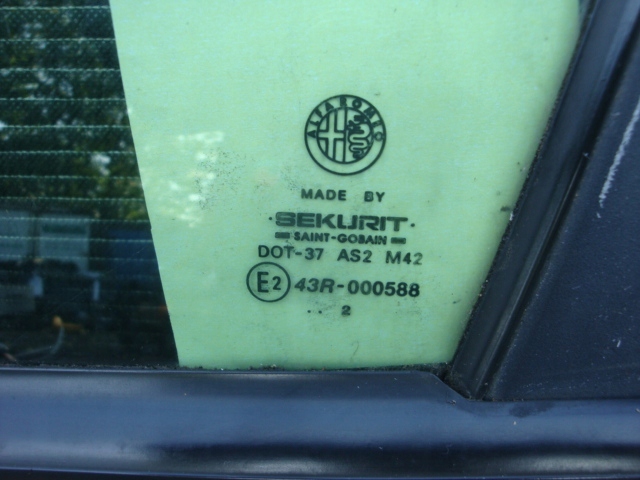 ALFA ROMEO
MADE BY
·SEKURIT·
SAINT-GOBAIN
DOT-37 AS2 M42
E2 43R-000588
.. 2